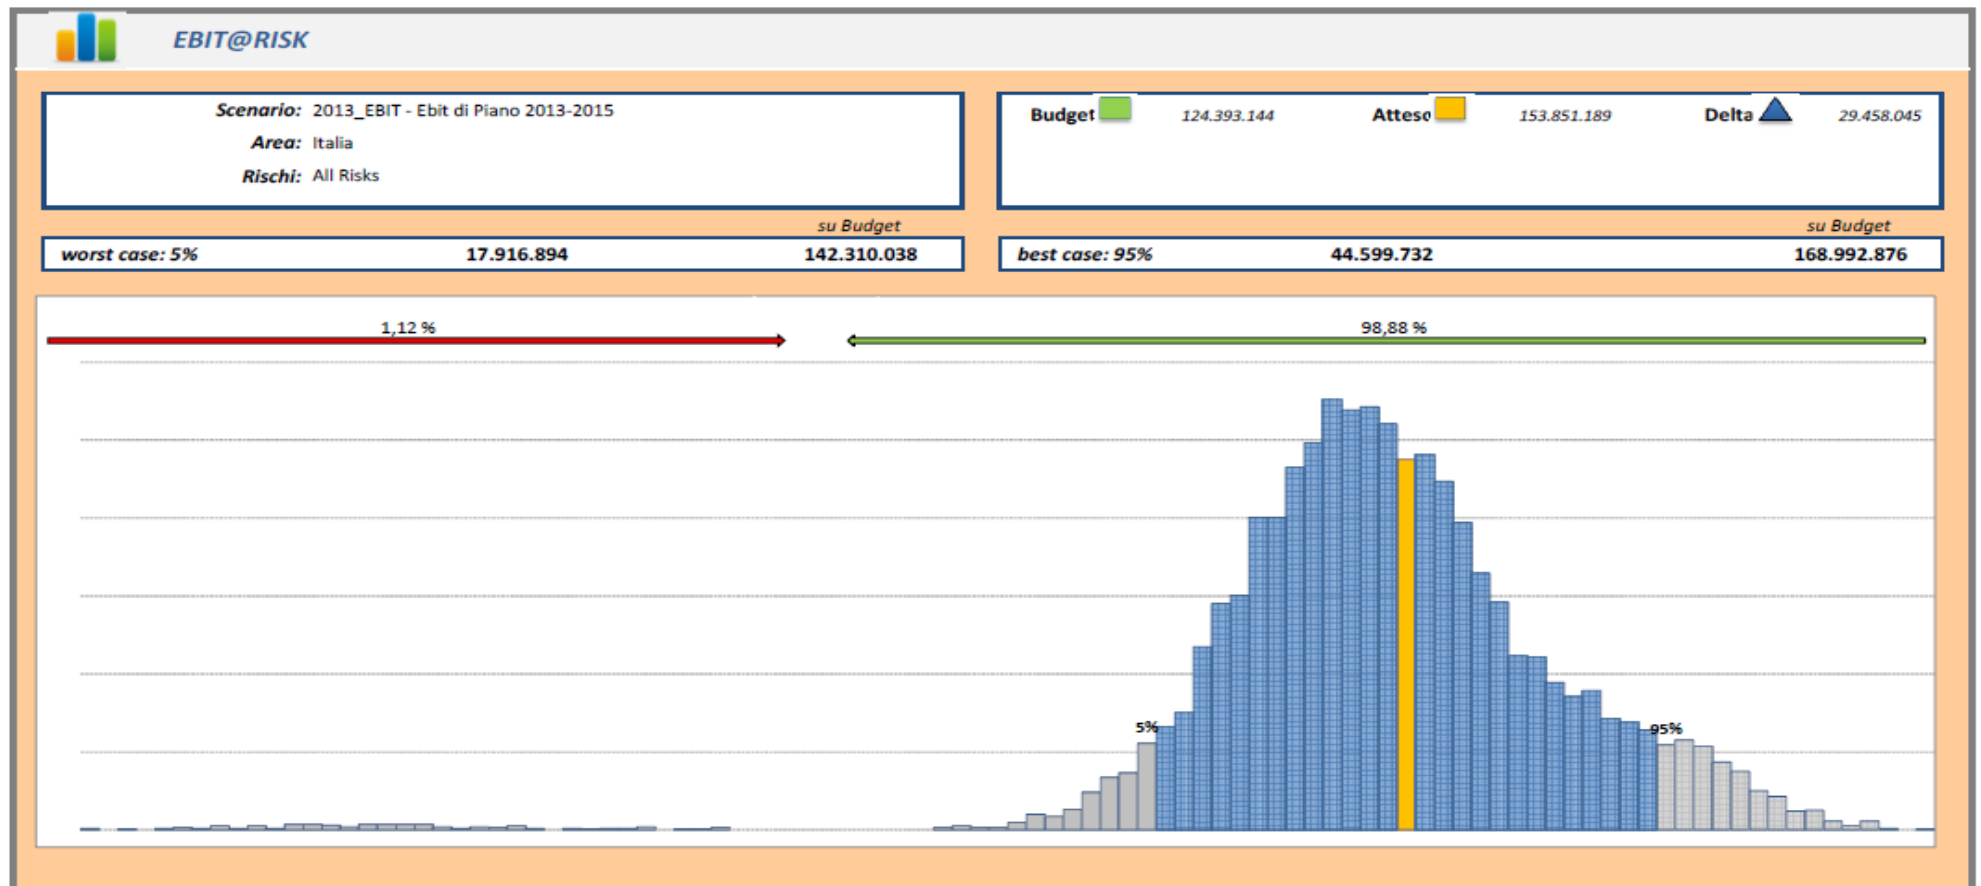 EBIT@RISK
Scenario: 2013_EBIT - Ebit di Piano 2013-2015
Area: Italia
Rischi: All Risks
Budget 124.393.144 Atteso 153.851.189 Delta 29.458.045
su Budget
worst case: 5% 17.916.894 142.310.038
su Budget
best case: 95% 44.599.732 168.992.876
1,12 % 98,88 %
5% 95%